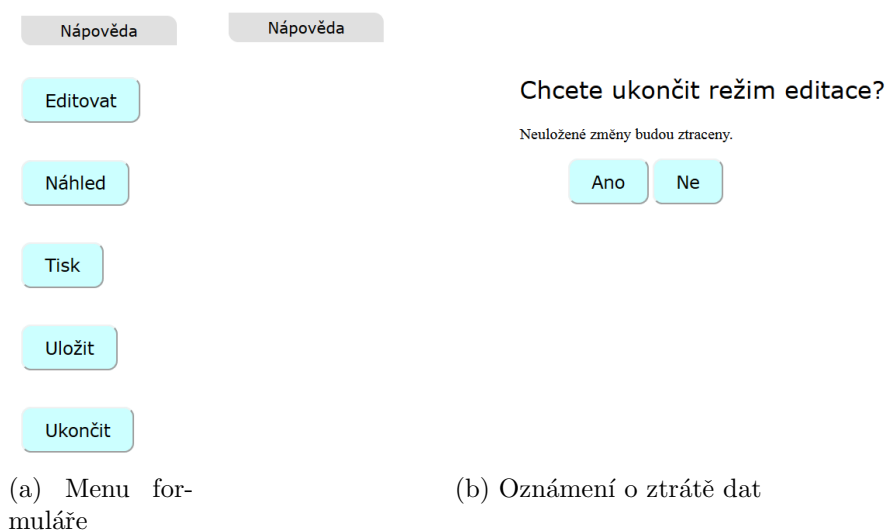 Nápověda
Editovat
Náhled
Tisk
Uložit
Ukončit
(a) Menu for-
muláře
Nápověda
Chcete ukončit režim editace?
Neuložené změny budou ztraceny.
Ano Ne
(b) Oznámení o ztrátě dat